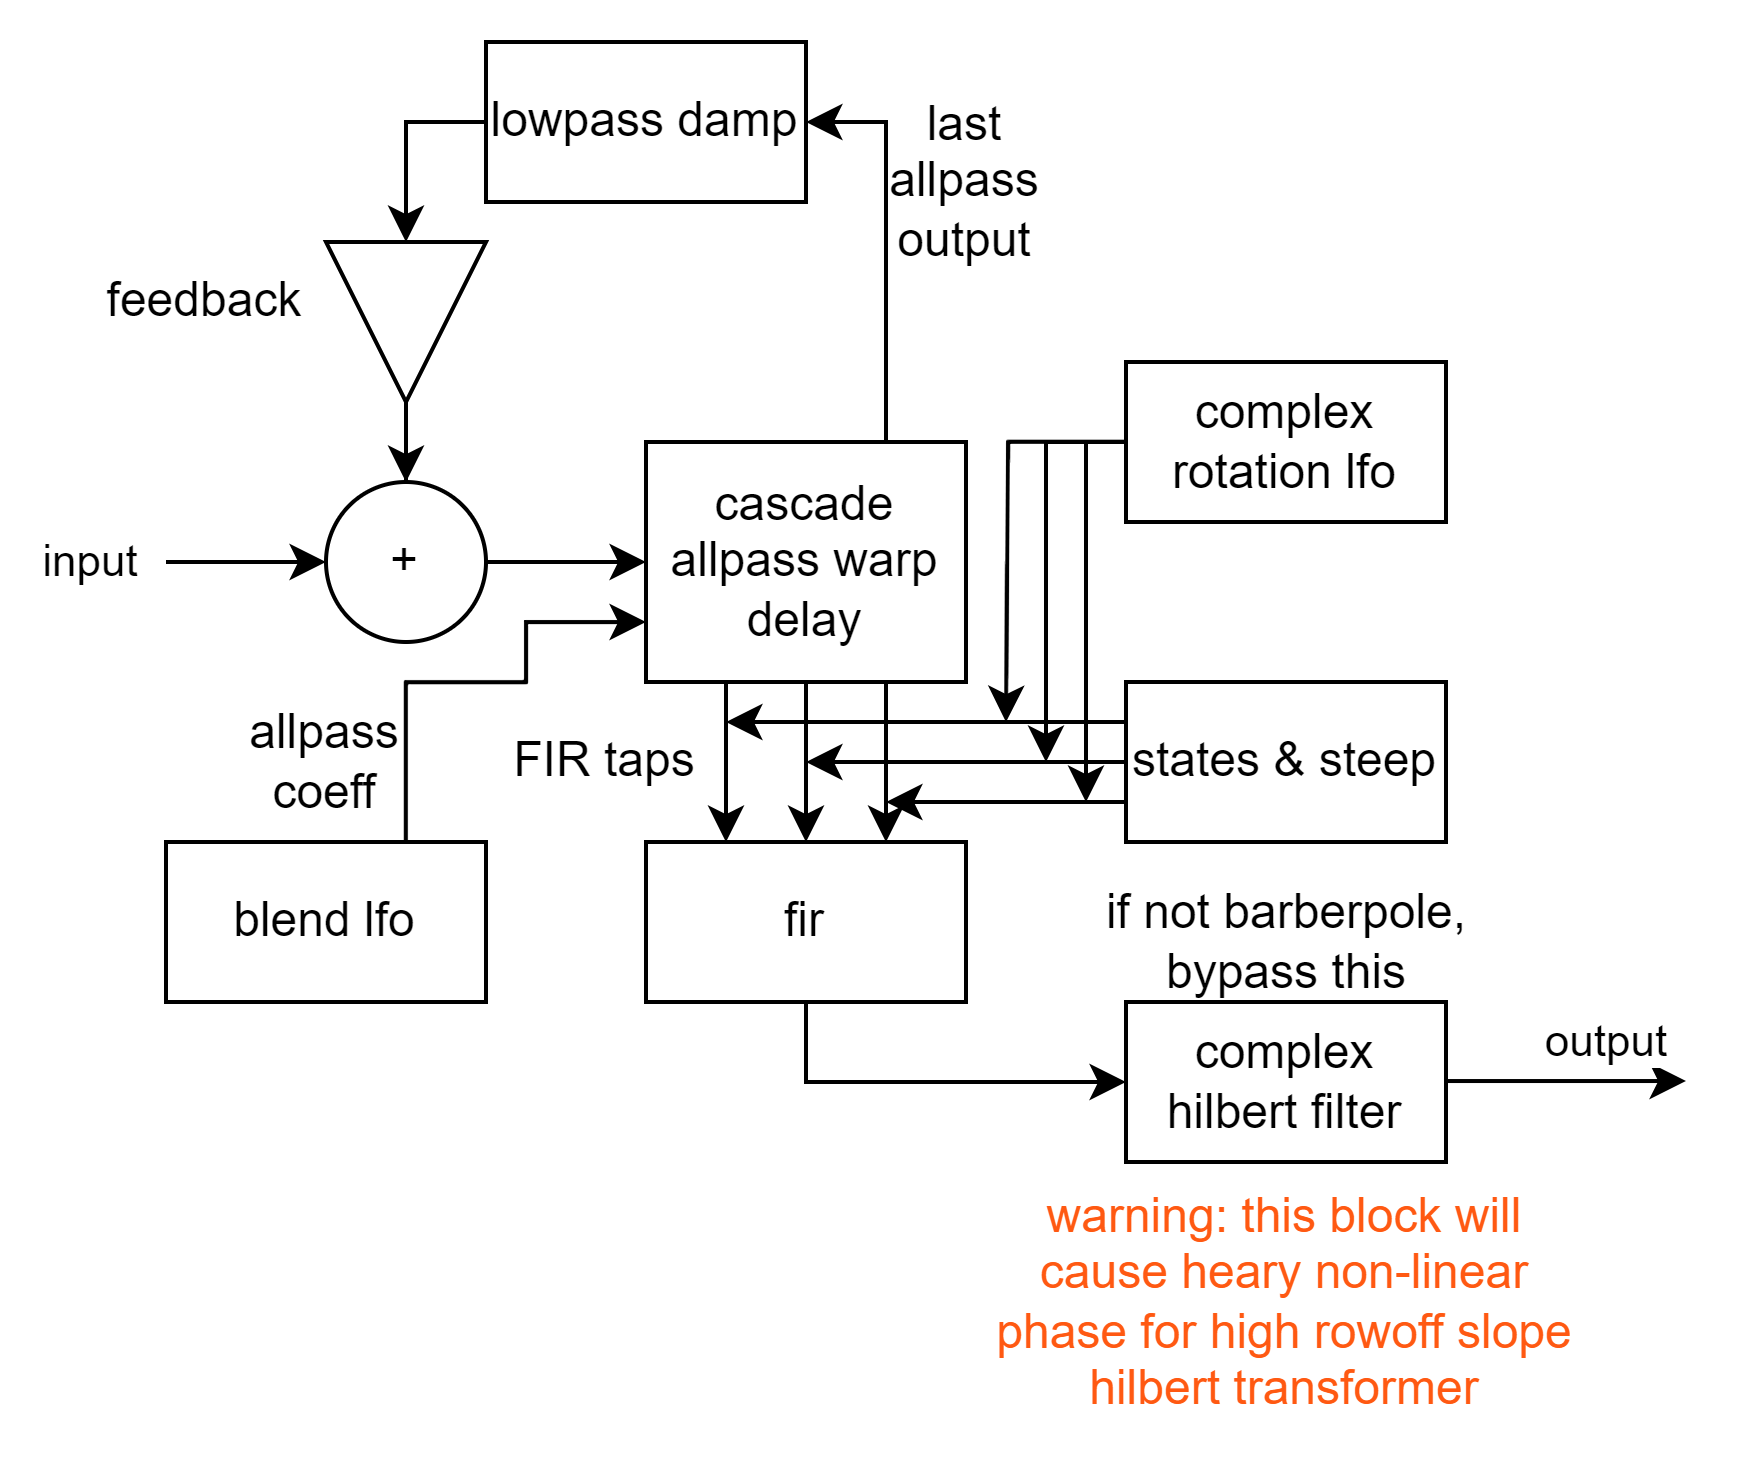 lowpass damp
last
allpass
output
feedback
complex
rotation lfo
cascade
allpass warp
delay
input
+
allpass
coeff
FIR taps
states & steep
blend lfo
fir
if not barberpole,
bypass this
complex
hilbert filter
output
warning: this block will
cause heary non-linear
phase for high rowoff slope
hilbert transformer